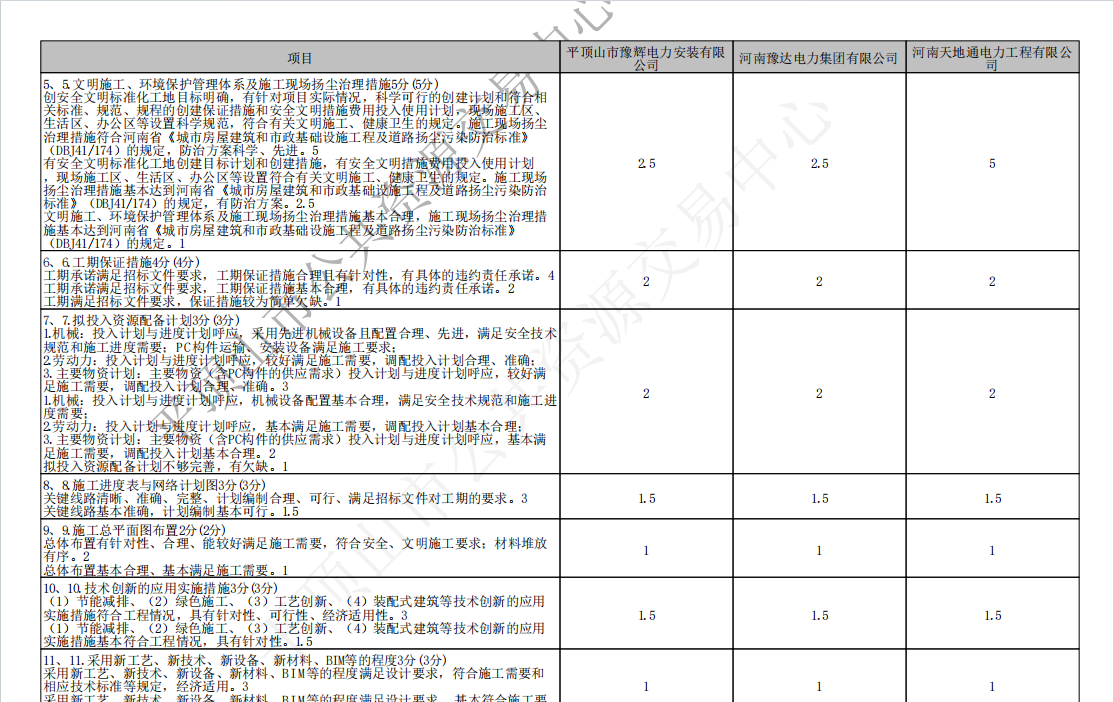 项目
平顶山市豫辉电力安装有限
公司
河南豫达电力集团有限公司
河南天地通电力工程有限公
司
5、5.文明施工、环境保护管理体系及施工现场扬尘治理措施5分(5分)
创安全文明标准化工地目标明确，有针对项目实际情况，科学可行的创建计划和符合相
关标准、规范、规程的创建保证措施和安全文明措施费用投入使用计划，现场施工区、
生活区、办公区等设置科学规范，符合有关文明施工、健康卫生的规定。施工现场扬尘
治理措施符合河南省《城市房屋建筑和市政基础设施工程及道路扬尘污染防治标准》
（DBJ41/174）的规定，防治方案科学、先进。5
有安全文明标准化工地创建目标计划和创建措施，有安全文明措施费用投入使用计划
，现场施工区、生活区、办公区等设置符合有关文明施工、健康卫生的规定。施工现场
扬尘治理措施基本达到河南省《城市房屋建筑和市政基础设施工程及道路扬尘污染防治
标准》（DBJ41/174）的规定，有防治方案。2.5
文明施工、环境保护管理体系及施工现场扬尘治理措施基本合理，施工现场扬尘治理措
施基本达到河南省《城市房屋建筑和市政基础设施工程及道路扬尘污染防治标准》
（DBJ41/174）的规定。1
2.5
2.5
5
6、6.工期保证措施4分(4分)
工期承诺满足招标文件要求，工期保证措施合理且有针对性，有具体的违约责任承诺。4
工期承诺满足招标文件要求，工期保证措施基本合理，有具体的违约责任承诺。2
工期满足招标文件要求，保证措施较为简单欠缺。1
2
2
2
7、7.拟投入资源配备计划3分(3分)
1.机械：投入计划与进度计划呼应，采用先进机械设备且配置合理、先进，满足安全技术
规范和施工进度需要；PC构件运输、安装设备满足施工要求；
2.劳动力：投入计划与进度计划呼应，较好满足施工需要，调配投入计划合理、准确；
3.主要物资计划：主要物资（含PC构件的供应需求）投入计划与进度计划呼应，较好满
足施工需要，调配投入计划合理、准确。3
1.机械：投入计划与进度计划呼应，机械设备配置基本合理，满足安全技术规范和施工进
度需要；
2.劳动力：投入计划与进度计划呼应，基本满足施工需要，调配投入计划基本合理；
3.主要物资计划：主要物资（含PC构件的供应需求）投入计划与进度计划呼应，基本满
足施工需要，调配投入计划基本合理。2
拟投入资源配备计划不够完善，有欠缺。1
2
2
2
8、8.施工进度表与网络计划图3分(3分)
关键线路清晰、准确、完整、计划编制合理、可行、满足招标文件对工期的要求。3
关键线路基本准确，计划编制基本可行。1.5
1.5
1.5
1.5
9、9.施工总平面图布置2分(2分)
总体布置有针对性、合理、能较好满足施工需要，符合安全、文明施工要求；材料堆放
有序。2
总体布置基本合理、基本满足施工需要。1
1
1
1
10、10.技术创新的应用实施措施3分(3分)
（1）节能减排、（2）绿色施工、（3）工艺创新、（4）装配式建筑等技术创新的应用
实施措施符合工程情况，具有针对性、可行性、经济适用性。3
（1）节能减排、（2）绿色施工、（3）工艺创新、（4）装配式建筑等技术创新的应用
实施措施基本符合工程情况，具有针对性。1.5
1.5
1.5
1.5
11、11.采用新工艺、新技术、新设备、新材料、BIM等的程度3分(3分)
采用新工艺、新技术、新设备、新材料、BIM等的程度满足设计要求，符合施工需要和
相应技术标准等规定，经济适用。3
采用新工艺、新技术、新设备、新材料、BIM等的程度满足设计要求，基本符合施工要
1
1
1
平顶山市公共资源交易中心
顶山市公共资源交易中心